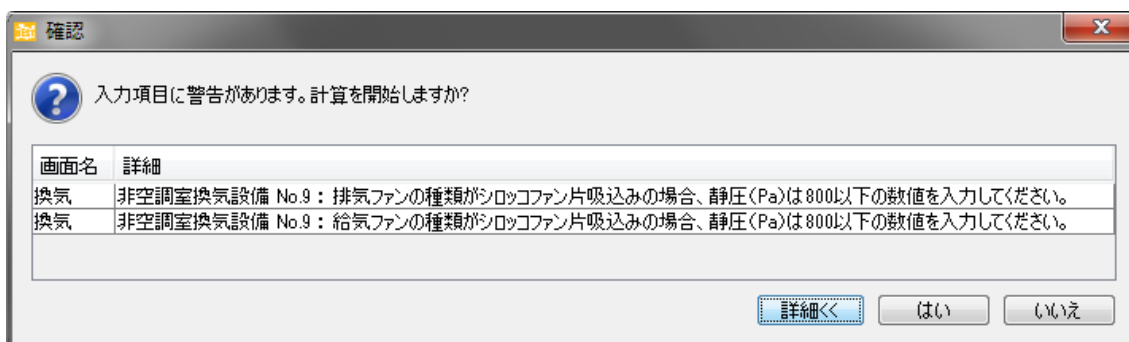 確認
入力項目に警告があります。計算を開始しますか?
画面名 詳細
換気 非空調室換気設備 No.9 : 排気ファンの種類がシロッコファン片吸込みの場合、静圧(Pa)は800以下の数値を入力してください。
換気 非空調室換気設備 No.9 : 給気ファンの種類がシロッコファン片吸込みの場合、静圧(Pa)は800以下の数値を入力してください。
詳細<< はい いいえ